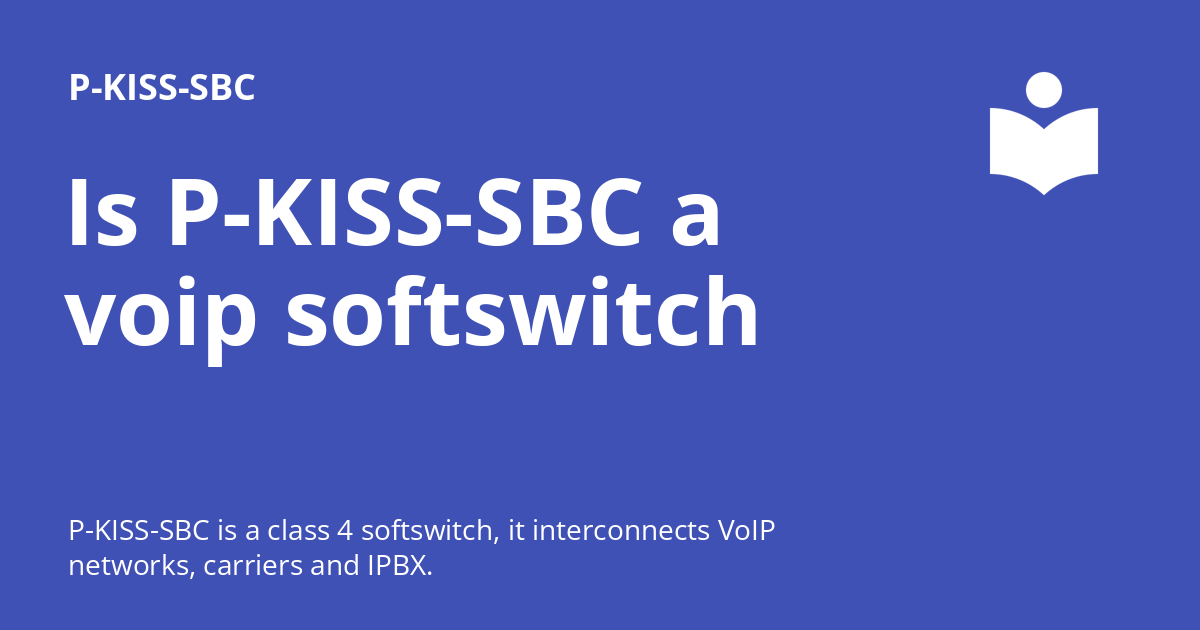 P-KISS-SBC
Is P-KISS-SBC a
voip softswitch
P-KISS-SBC is a class 4 softswitch, it interconnects VoIP
networks, carriers and IPBX.